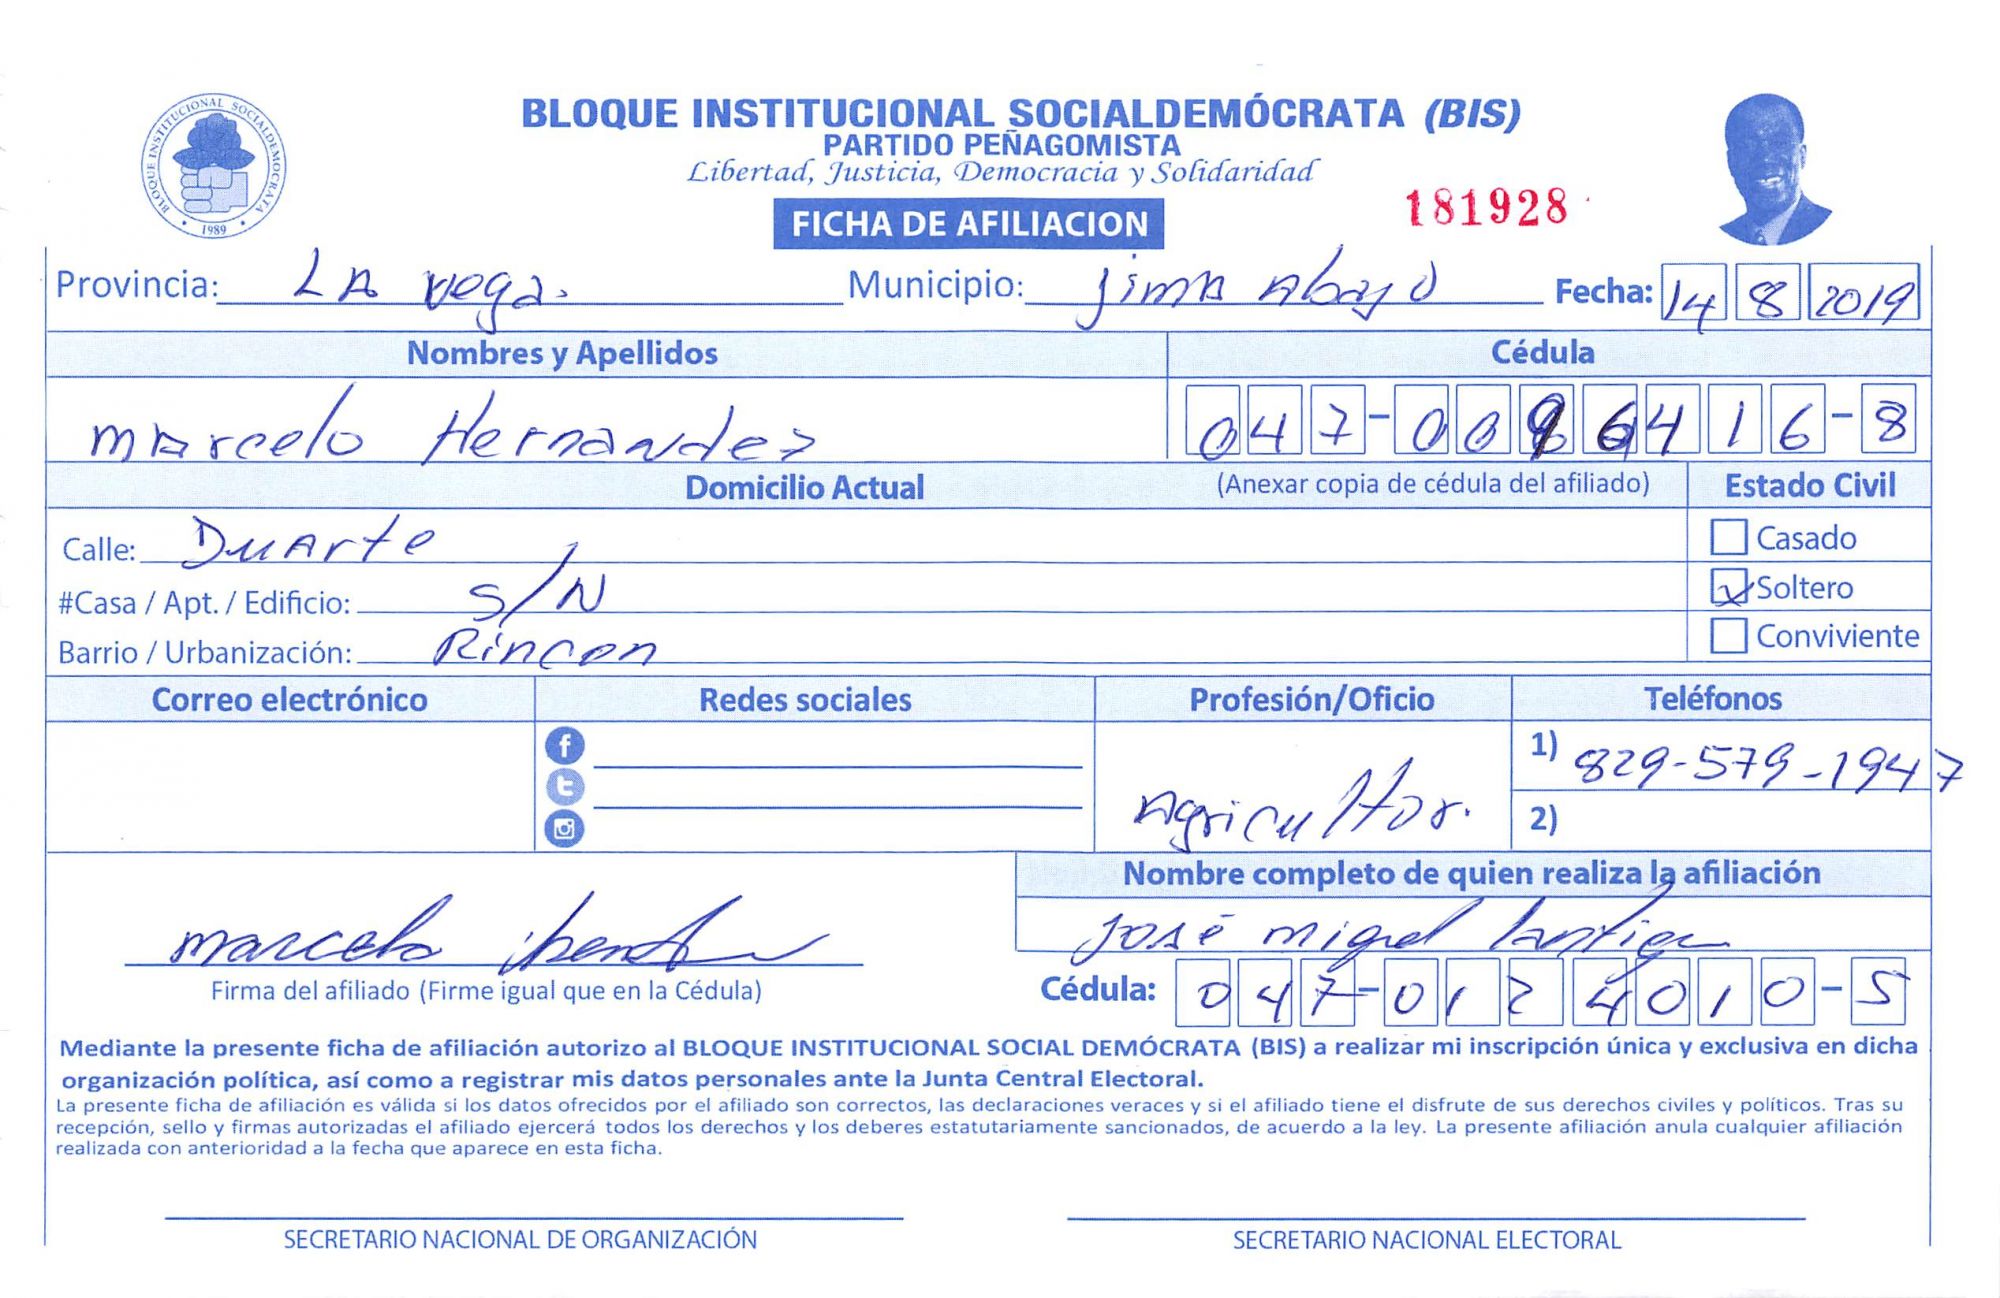 BLOQUE INSTITUCIONAL SOCIALDEMOCRATA
1989
BLOQUE INSTITUCIONAL SOCIALDEMÓCRATA (BIS)
PARTIDO PEÑAGOMISTA
Libertad, Justicia, Democracia y Solidaridad
FICHA DE AFILIACION
181928
Provincia: LA Vega. Municipio: Jima Abajo Fecha: 14 8 2019
Nombres y Apellidos Cédula
Marcelo Hernandez 047-00 6416-8
Domicilio Actual (Anexar copia de cédula del afiliado) Estado Civil
Calle: Duarte Casado
#Casa / Apt. / Edificio: S/N Soltero
Barrio / Urbanización: Rincon Conviviente
Correo electrónico Redes sociales Profesión/Oficio Teléfonos
Agricultor. 1) 829-579-1947
2)
Nombre completo de quien realiza la afiliación
marcelo José miguel
Firma del afiliado (Firme igual que en la Cédula) Cédula: 047-0124010-5
Mediante la presente ficha de afiliación autorizo al BLOQUE INSTITUCIONAL SOCIAL DEMÓCRATA (BIS) a realizar mi inscripción única y exclusiva en dicha
organización política, así como a registrar mis datos personales ante la Junta Central Electoral.
La presente ficha de afiliación es válida si los datos ofrecidos por el afiliado son correctos, las declaraciones veraces y si el afiliado tiene el disfrute de sus derechos civiles y políticos. Tras su
recepción, sello y firmas autorizadas el afiliado ejercerá todos los derechos y los deberes estatutariamente sancionados, de acuerdo a la ley. La presente afiliación anula cualquier afiliación
realizada con anterioridad a la fecha que aparece en esta ficha.
SECRETARIO NACIONAL DE ORGANIZACIÓN SECRETARIO NACIONAL ELECTORAL